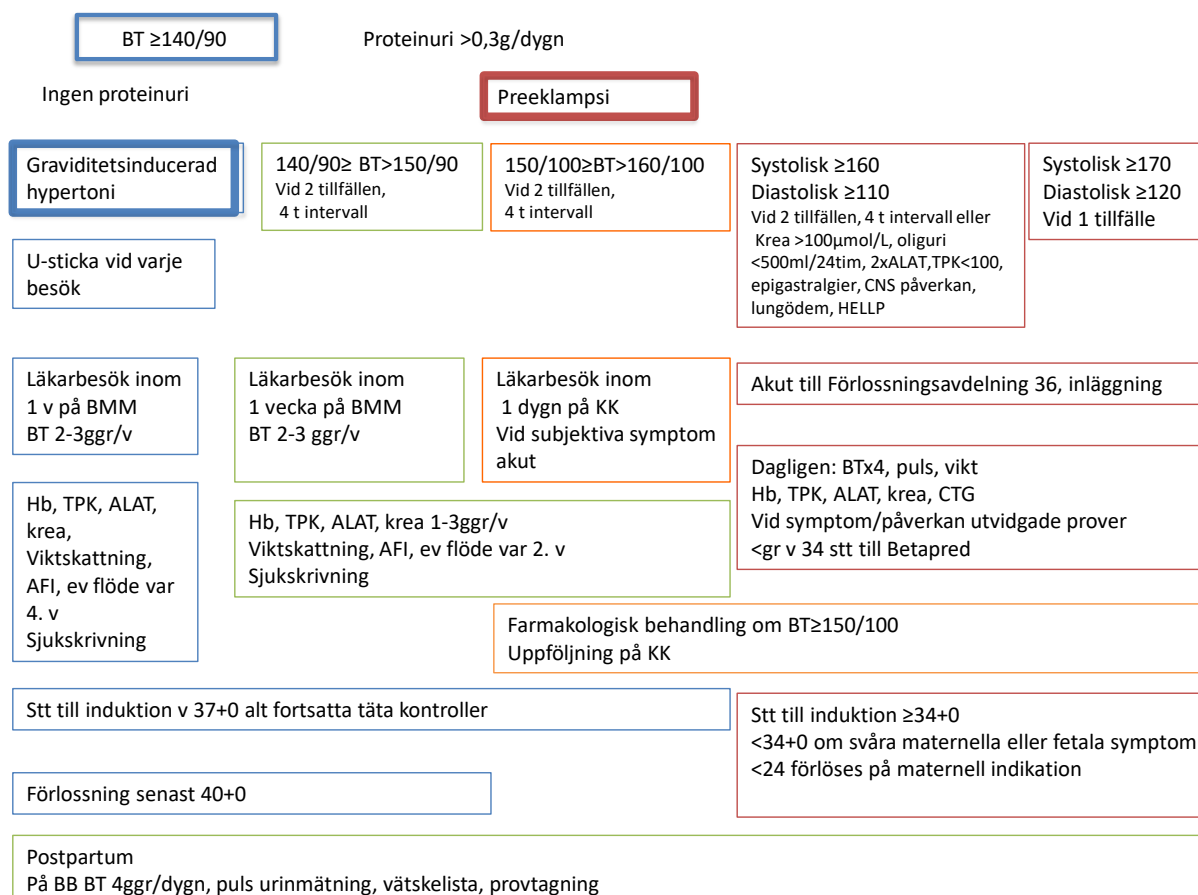 BT ≥140/90
Proteinuri >0,3g/dygn
Ingen proteinuri
Preeklampsi
Graviditetsinducerad
hypertoni
140/90≥ BT>150/90
Vid 2 tillfällen,
4 t intervall
150/100≥BT>160/100
Vid 2 tillfällen,
4 t intervall
Systolisk ≥160
Diastolisk ≥110
Vid 2 tillfällen, 4 t intervall eller
Krea >100µmol/L, oliguri
<500ml/24tim, 2xALAT,TPK<100,
epigastralgier, CNS påverkan,
lungödem, HELLP
Systolisk ≥170
Diastolisk ≥120
Vid 1 tillfälle
U-sticka vid varje
besök
Läkarbesök inom
1 v på BMM
BT 2-3ggr/v
Läkarbesök inom
1 vecka på BMM
BT 2-3 ggr/v
Läkarbesök inom
1 dygn på KK
Vid subjektiva symptom
akut
Akut till Förlossningsavdelning 36, inläggning
Dagligen: BTx4, puls, vikt
Hb, TPK, ALAT, krea, CTG
Vid symptom/påverkan utvidgade prover
<gr v 34 stt till Betapred
Hb, TPK, ALAT,
krea,
Viktskattning,
AFI, ev flöde var
4. v
Sjukskrivning
Hb, TPK, ALAT, krea 1-3ggr/v
Viktskattning, AFI, ev flöde var 2. v
Sjukskrivning
Farmakologisk behandling om BT≥150/100
Uppföljning på KK
Stt till induktion v 37+0 alt fortsatta täta kontroller
Stt till induktion ≥34+0
<34+0 om svåra maternella eller fetala symptom
<24 förlöses på maternell indikation
Förlossning senast 40+0
Postpartum
På BB BT 4ggr/dygn, puls urinmätning, vätskelista, provtagning